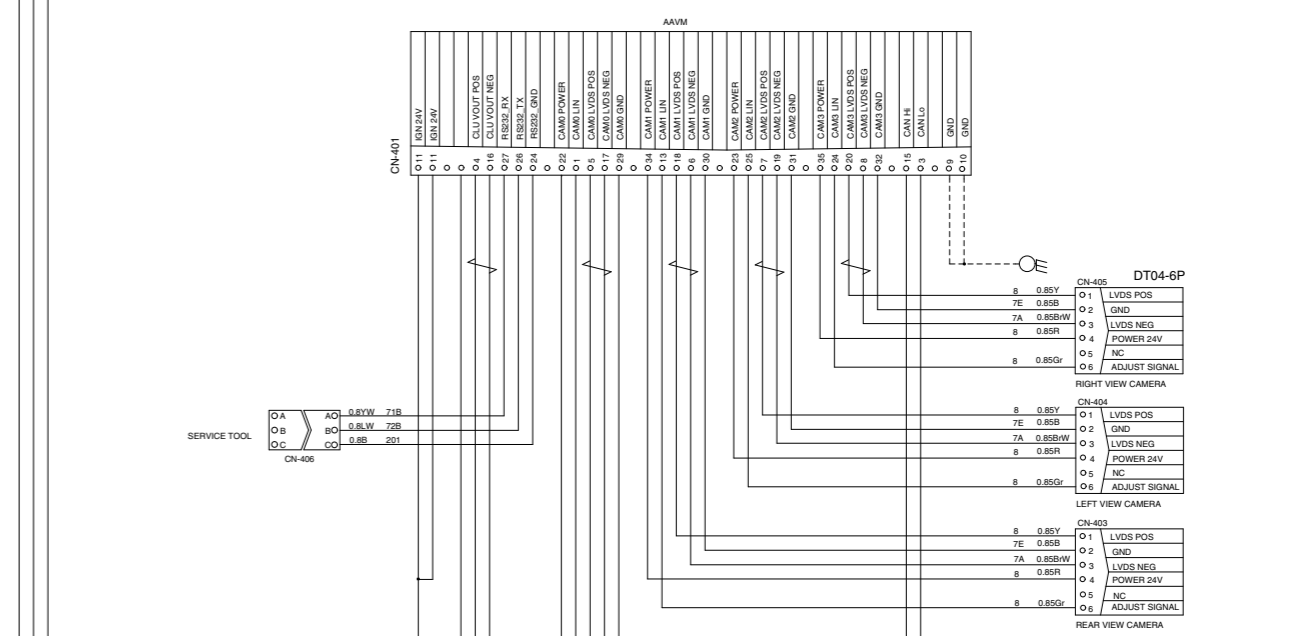 AAVM
CN-401
IGN 24V
IGN 24V
CLU VOUT POS
CLU VOUT NEG
RS232_RX
RS232_TX
RS232_GND
CAM0 POWER
CAM0 LIN
CAM0 LVDS POS
CAM0 LVDS NEG
CAM0 GND
CAM1 POWER
CAM1 LIN
CAM1 LVDS POS
CAM1 LVDS NEG
CAM1 GND
CAM2 POWER
CAM2 LIN
CAM2 LVDS POS
CAM2 LVDS NEG
CAM2 GND
CAM3 POWER
CAM3 LIN
CAM3 LVDS POS
CAM3 LVDS NEG
CAM3 GND
CAN Hi
CAN Lo
GND
GND
11 11 4 16 27 26 24 22 1 5 17 29 34 13 18 6 30 23 25 7 19 31 35 24 20 8 32 15 3 9 10
DT04-6P
CN-405
8 0.85Y 1 LVDS POS
7E 0.85B 2 GND
7A 0.85BrW 3 LVDS NEG
8 0.85R 4 POWER 24V
5 NC
8 0.85Gr 6 ADJUST SIGNAL
RIGHT VIEW CAMERA
CN-404
8 0.85Y 1 LVDS POS
7E 0.85B 2 GND
7A 0.85BrW 3 LVDS NEG
8 0.85R 4 POWER 24V
5 NC
8 0.85Gr 6 ADJUST SIGNAL
LEFT VIEW CAMERA
SERVICE TOOL
A A 0.8YW 71B
B B 0.8LW 72B
C C 0.8B 201
CN-406
CN-403
8 0.85Y 1 LVDS POS
7E 0.85B 2 GND
7A 0.85BrW 3 LVDS NEG
8 0.85R 4 POWER 24V
5 NC
8 0.85Gr 6 ADJUST SIGNAL
REAR VIEW CAMERA